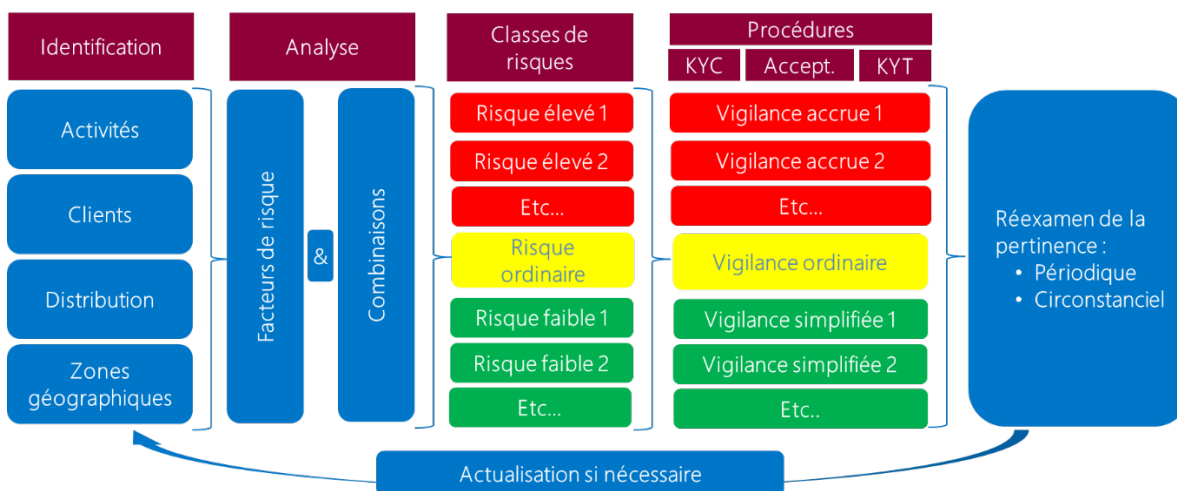 Identification
Analyse
Classes de
risques
Procédures
KYC
Accept.
KYT
Activités
Clients
Distribution
Zones
géographiques
Facteurs de risque
&
Combinaisons
Risque élevé 1
Risque élevé 2
Etc...
Risque
ordinaire
Risque faible 1
Risque faible 2
Etc...
Vigilance accrue 1
Vigilance accrue 2
Etc...
Vigilance ordinaire
Vigilance simplifiée 1
Vigilance simplifiée 2
Etc..
Réexamen de la
pertinence :
• Périodique
• Circonstanciel
Actualisation si nécessaire